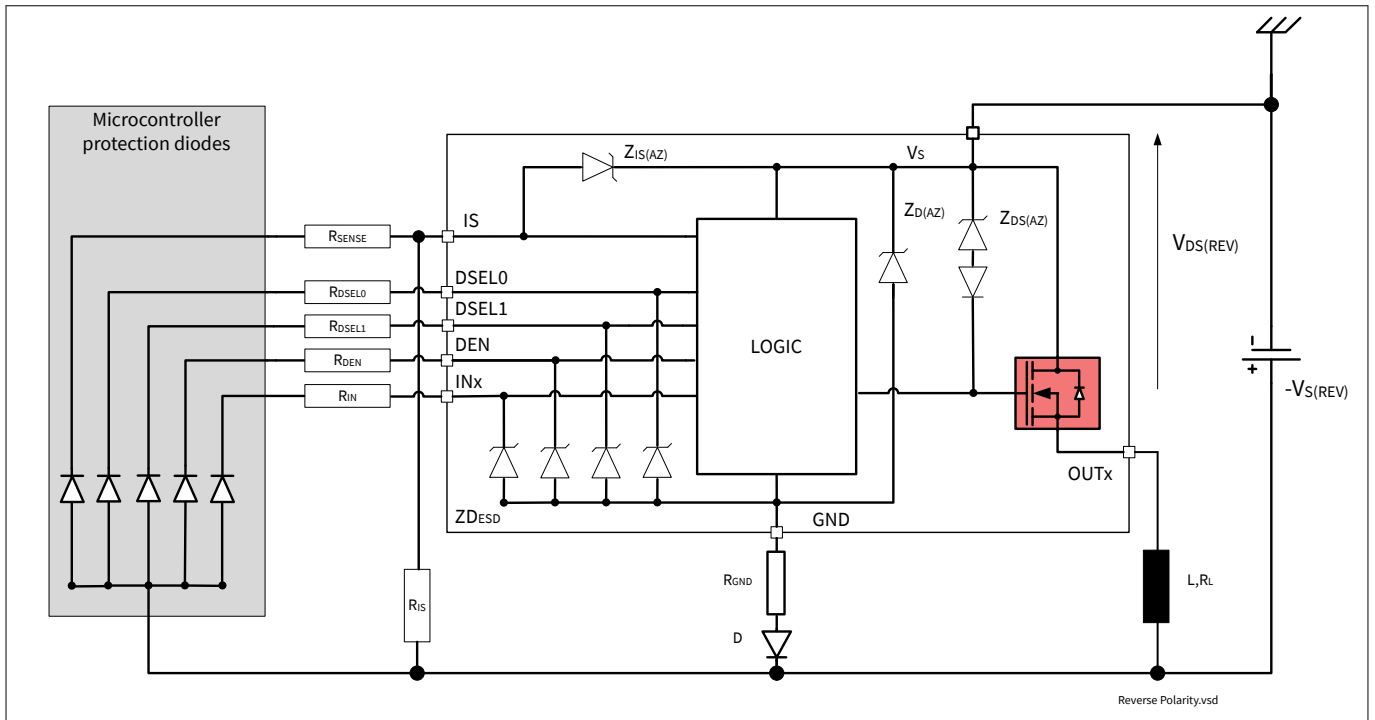 Microcontroller
protection diodes
ZIS(AZ)
VS
ZD(AZ)
ZDS(AZ)
VDS(REV)
IS
RSENSE
DSEL0
RDSEL0
DSEL1
RDSEL1
DEN
RDEN
INx
RIN
LOGIC
-
+
-VS(REV)
OUTx
ZDESD
GND
RGND
L,RL
RIS
D
Reverse Polarity.vsd